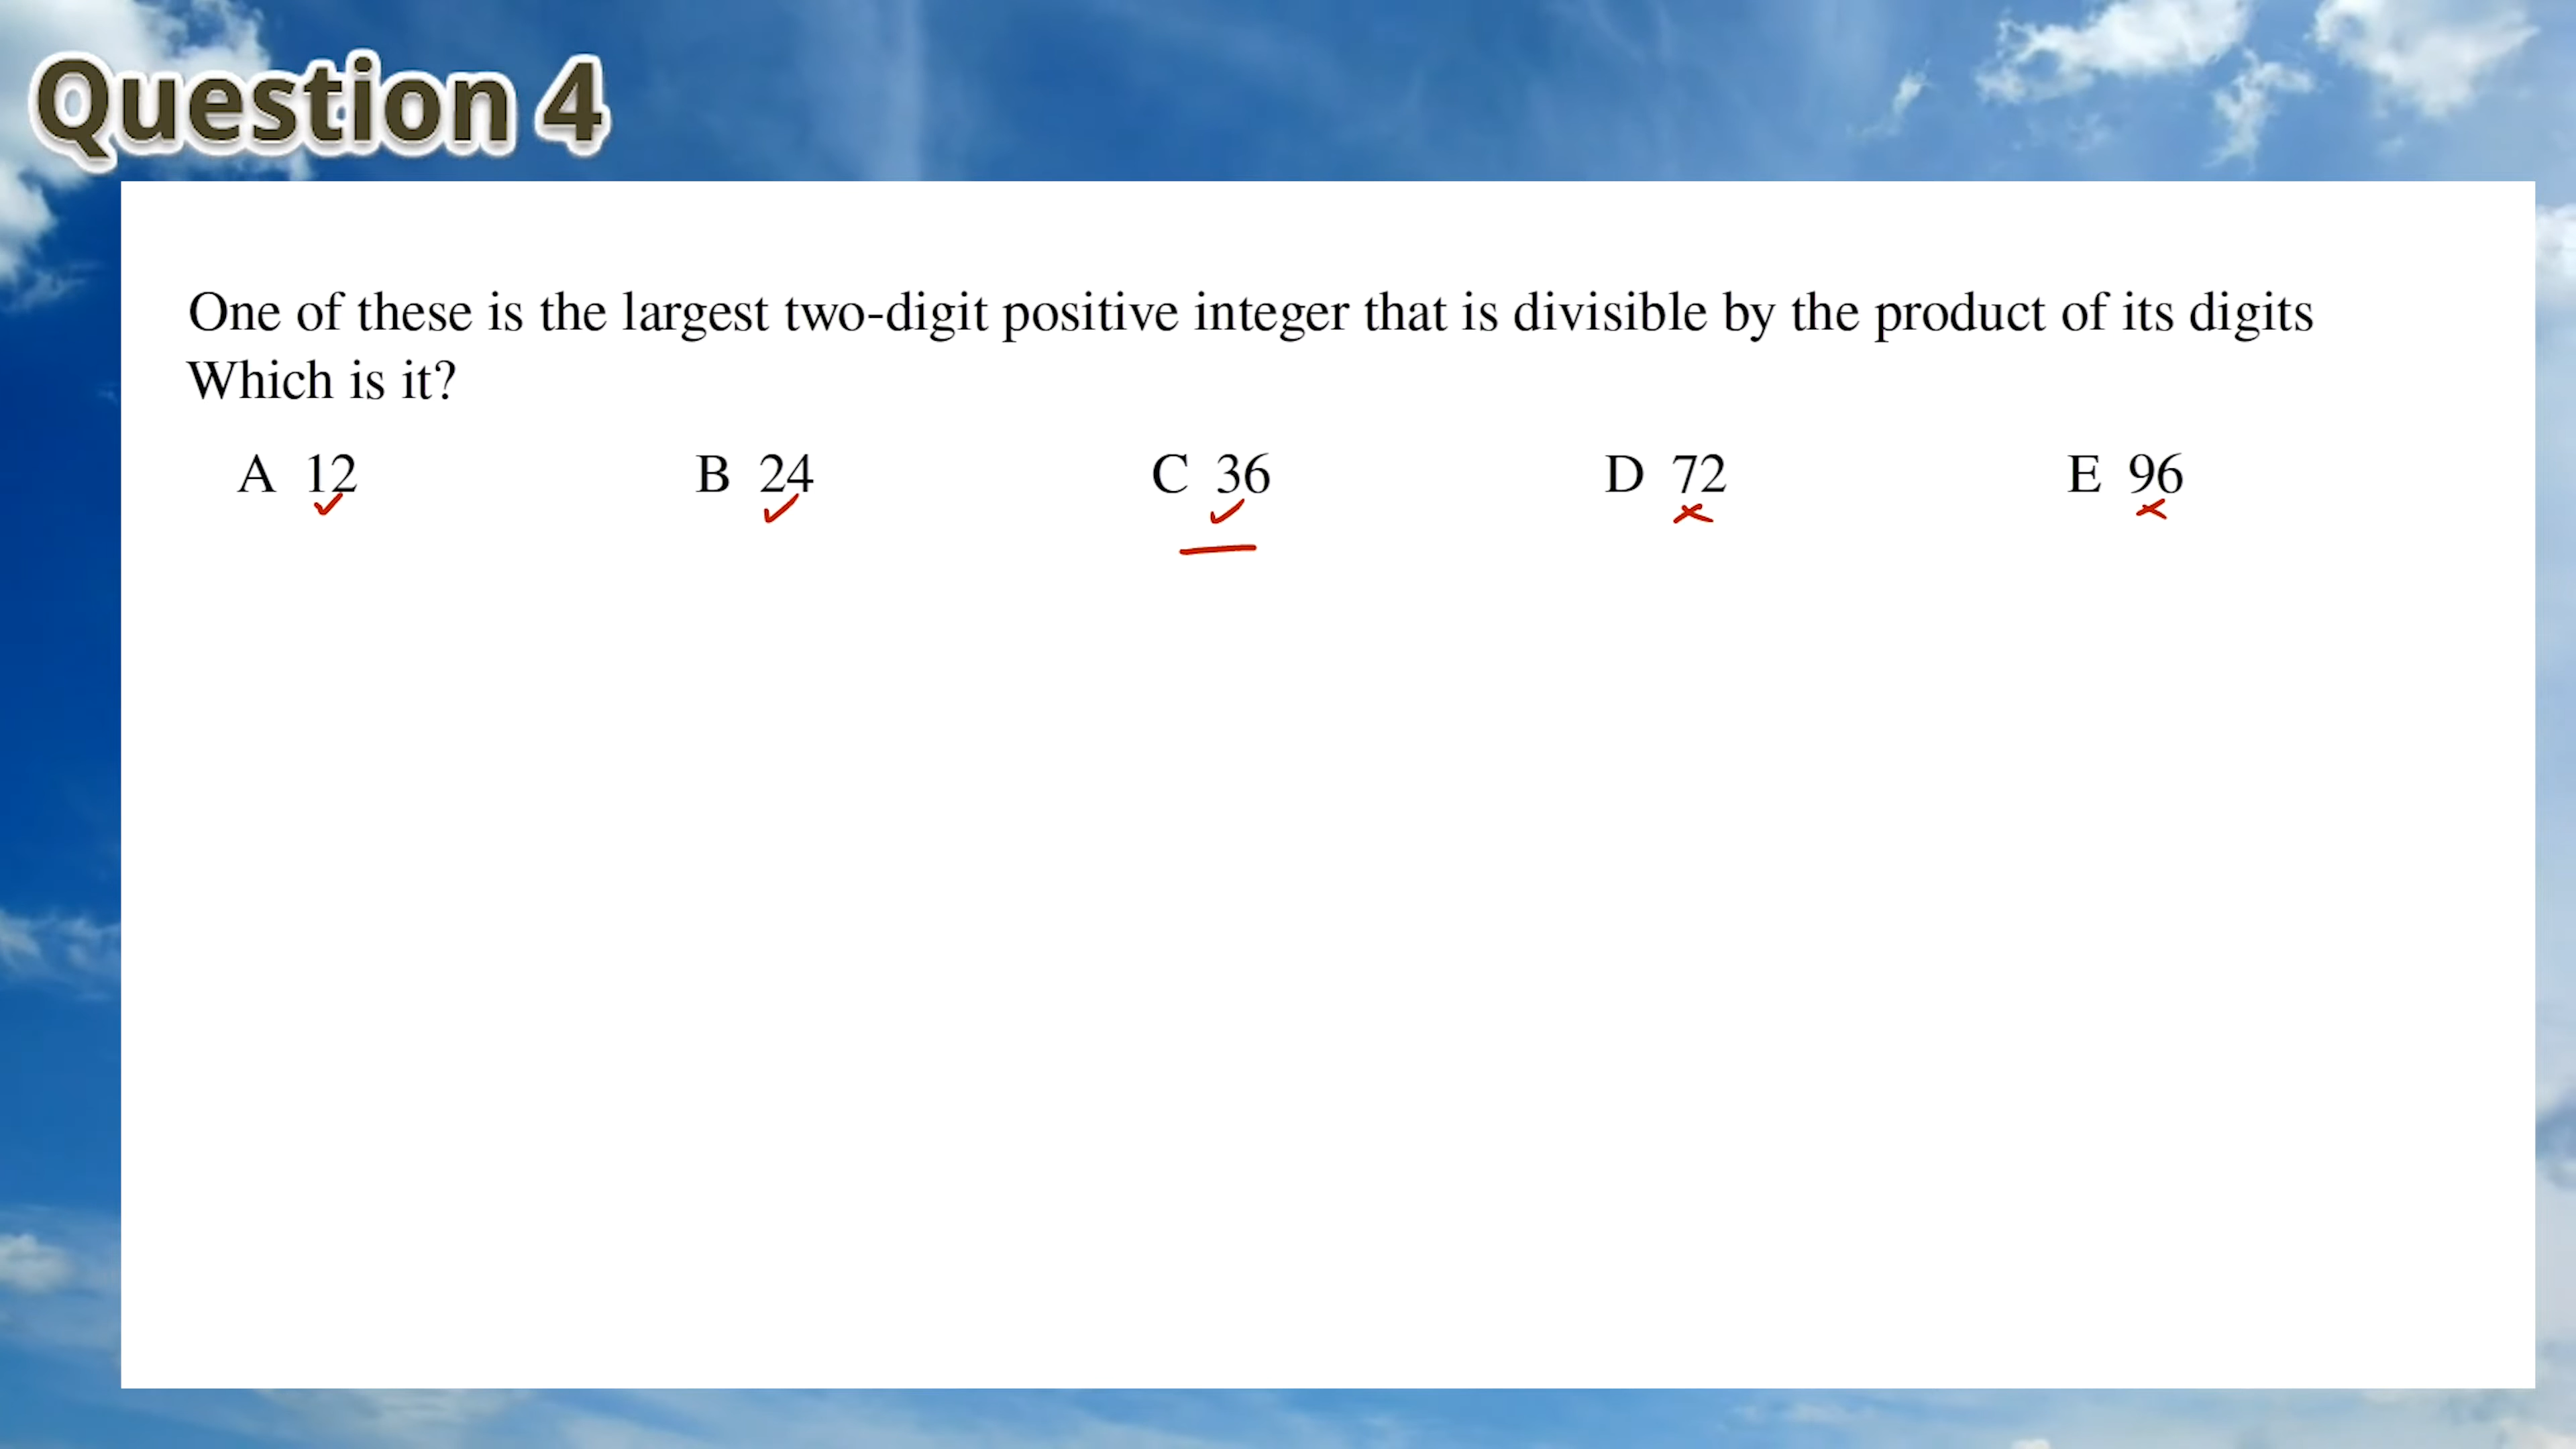 Question 4
One of these is the largest two-digit positive integer that is divisible by the product of its digits
Which is it?
A 12 B 24 C 36 D 72 E 96